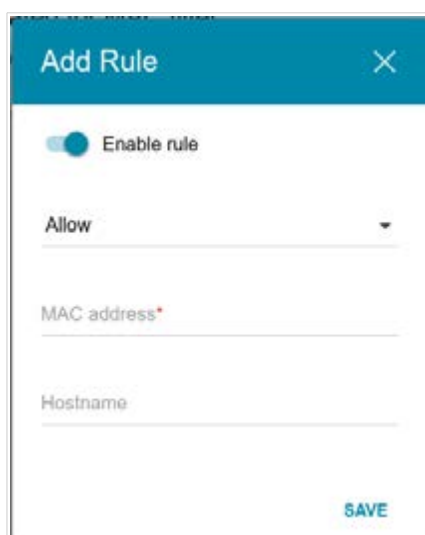 Add Rule
Enable rule
Allow
MAC address*
Hostname
SAVE